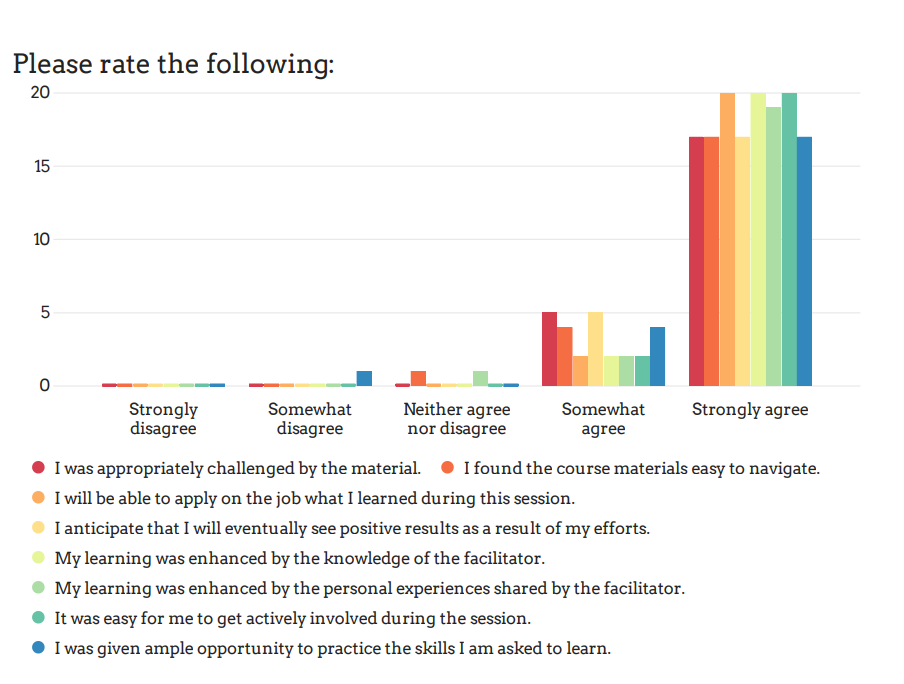 Please rate the following:
20
15
10
5
0
Strongly disagree
Somewhat disagree
Neither agree nor disagree
Somewhat agree
Strongly agree
I was appropriately challenged by the material.
I found the course materials easy to navigate.
I will be able to apply on the job what I learned during this session.
I anticipate that I will eventually see positive results as a result of my efforts.
My learning was enhanced by the knowledge of the facilitator.
My learning was enhanced by the personal experiences shared by the facilitator.
It was easy for me to get actively involved during the session.
I was given ample opportunity to practice the skills I am asked to learn.